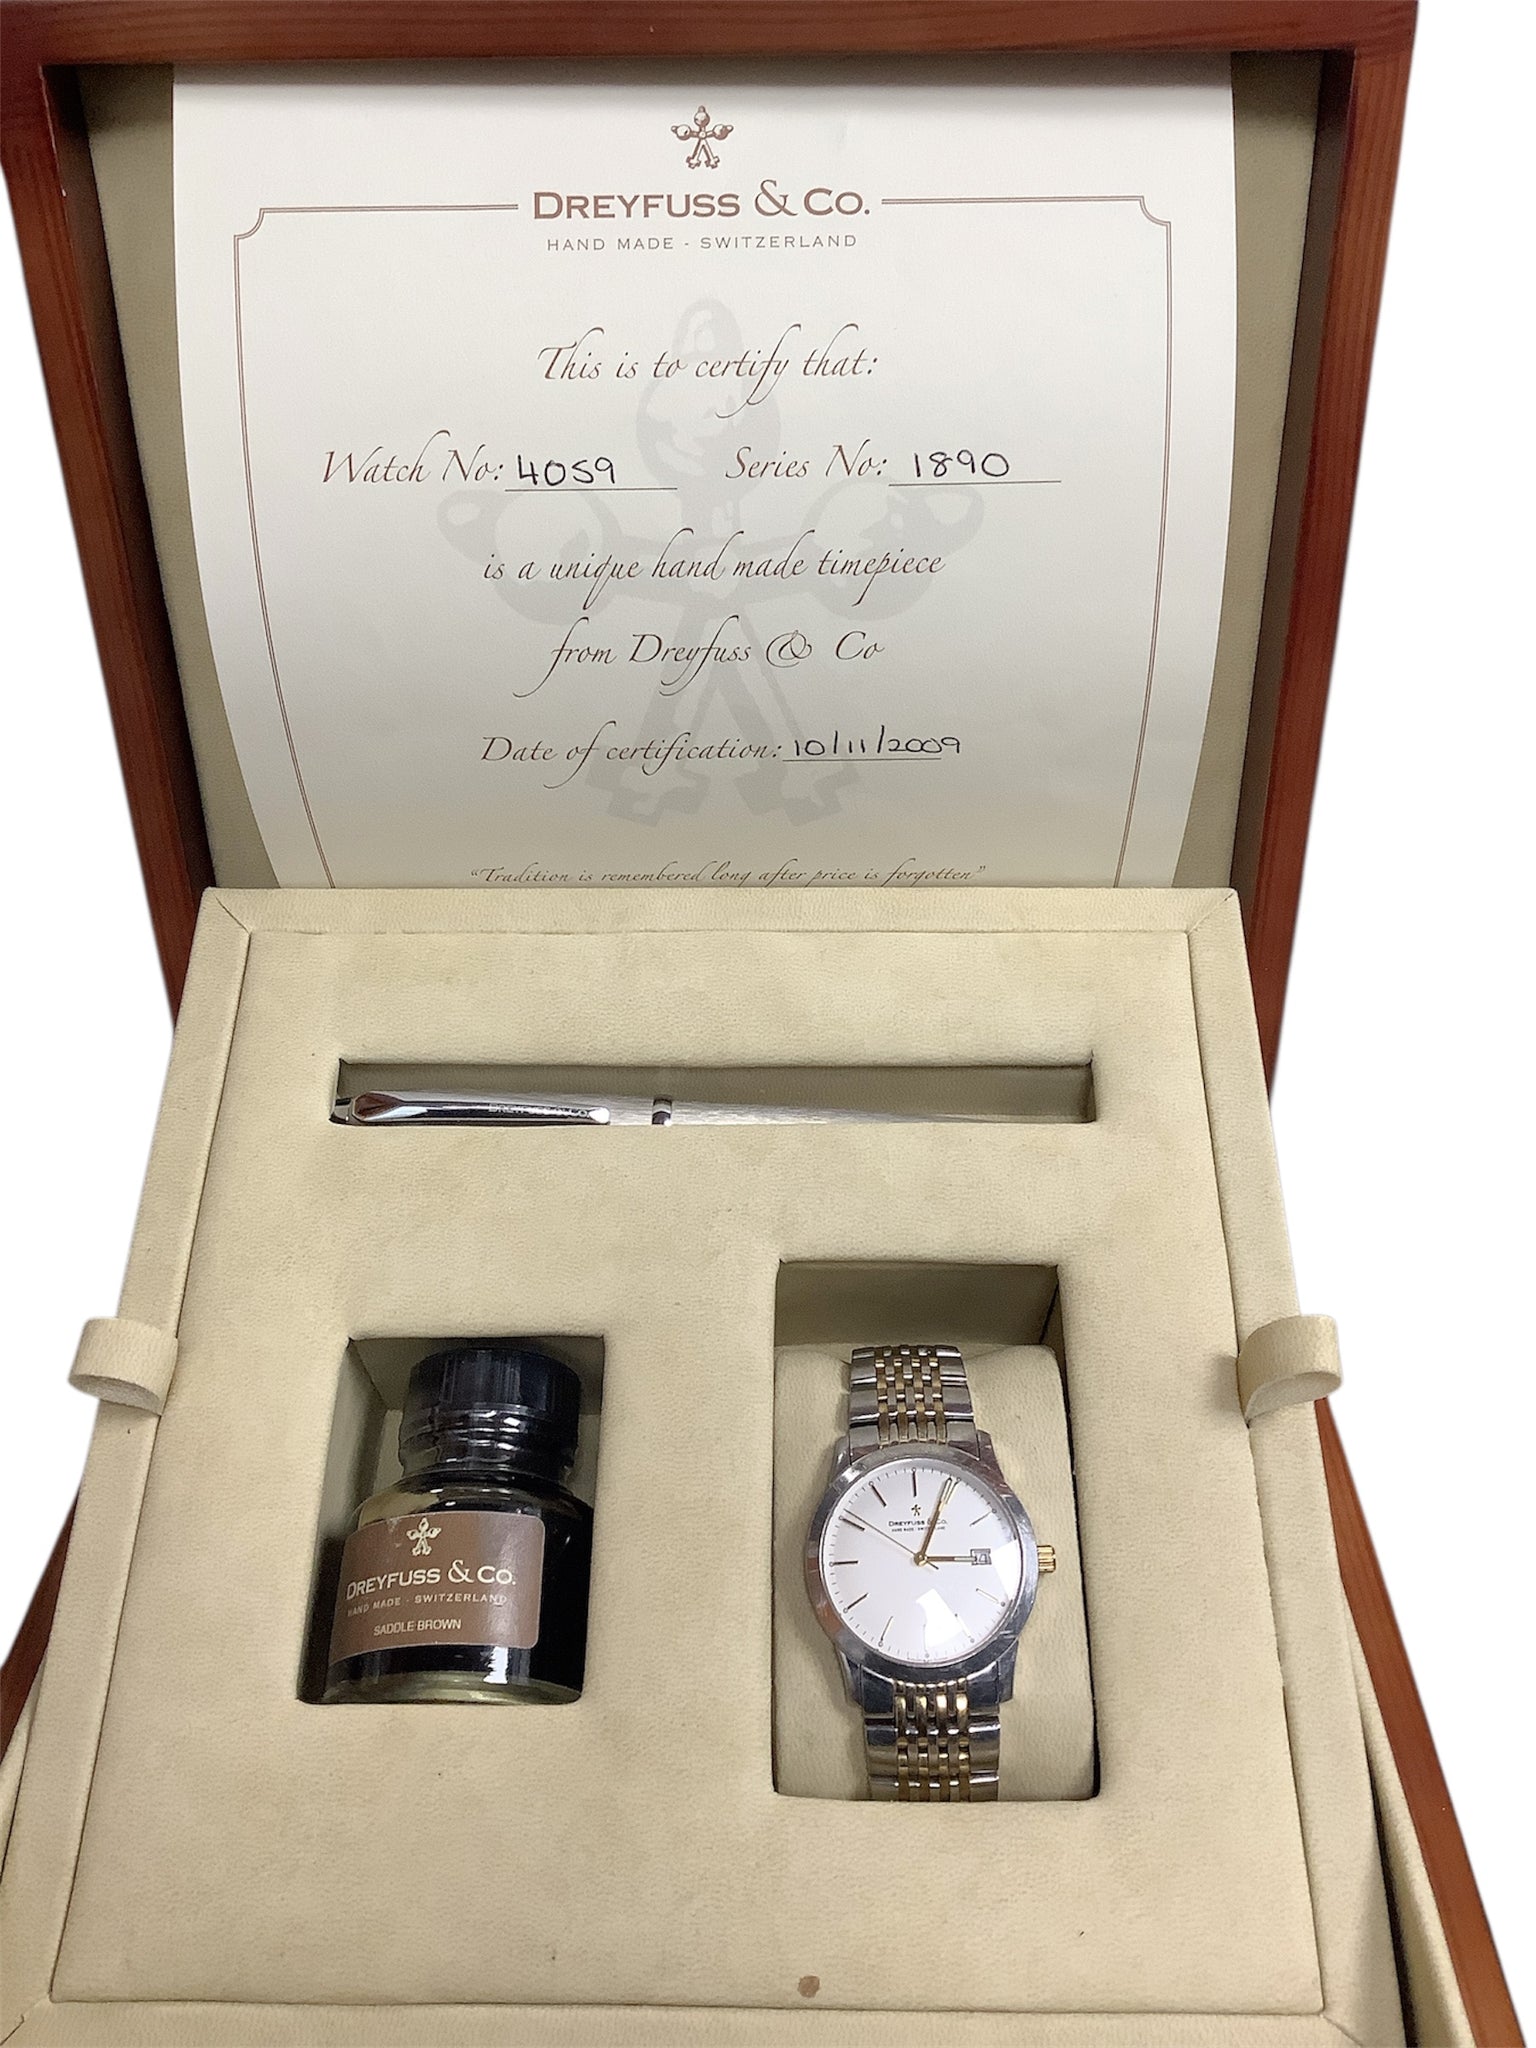 DREYFUSS & CO.
HAND MADE - SWITZERLAND
This is to certify that:
Watch No: 4059 Series No: 1890
is a unique hand made timepiece
from Dreyfuss & Co
Date of certification: 10/11/2009
"Tradition is remembered long after price is forgotten"
DREYFUSS & CO.
DREYFUSS & CO.
HAND MADE - SWITZERLAND
SADDLE BROWN
DREYFUSS & CO.
HAND MADE - SWITZERLAND